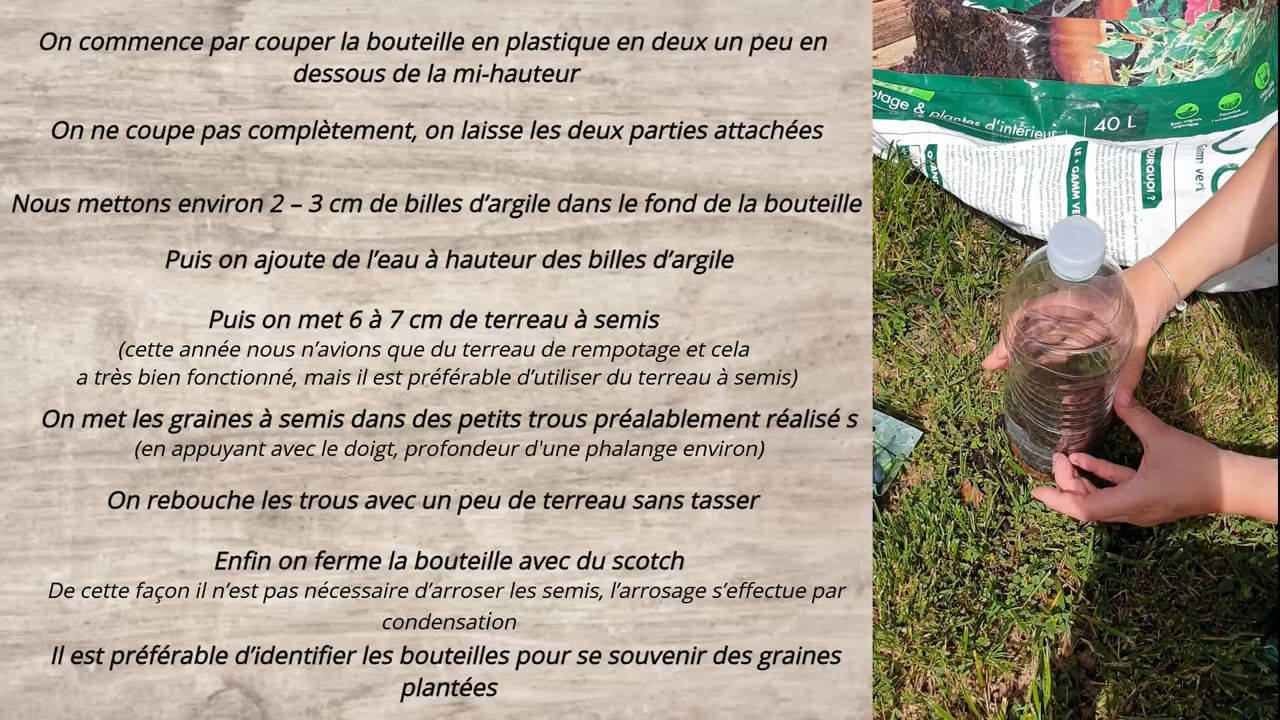 On commence par couper la bouteille en plastique en deux un peu en
dessous de la mi-hauteur
On ne coupe pas complètement, on laisse les deux parties attachées
Nous mettons environ 2 – 3 cm de billes d’argile dans le fond de la bouteille
Puis on ajoute de l’eau à hauteur des billes d’argile
Puis on met 6 à 7 cm de terreau à semis
(cette année nous n’avions que du terreau de rempotage et cela
a très bien fonctionné, mais il est préférable d’utiliser du terreau à semis)
On met les graines à semis dans des petits trous préalablement réalisé s
(en appuyant avec le doigt, profondeur d'une phalange environ)
On rebouche les trous avec un peu de terreau sans tasser
Enfin on ferme la bouteille avec du scotch
De cette façon il n’est pas nécessaire d’arroser les semis, l’arrosage s’effectue par
condensation
Il est préférable d’identifier les bouteilles pour se souvenir des graines
plantées
& plantes d’intérieur
40 L
LE + GAMM VE